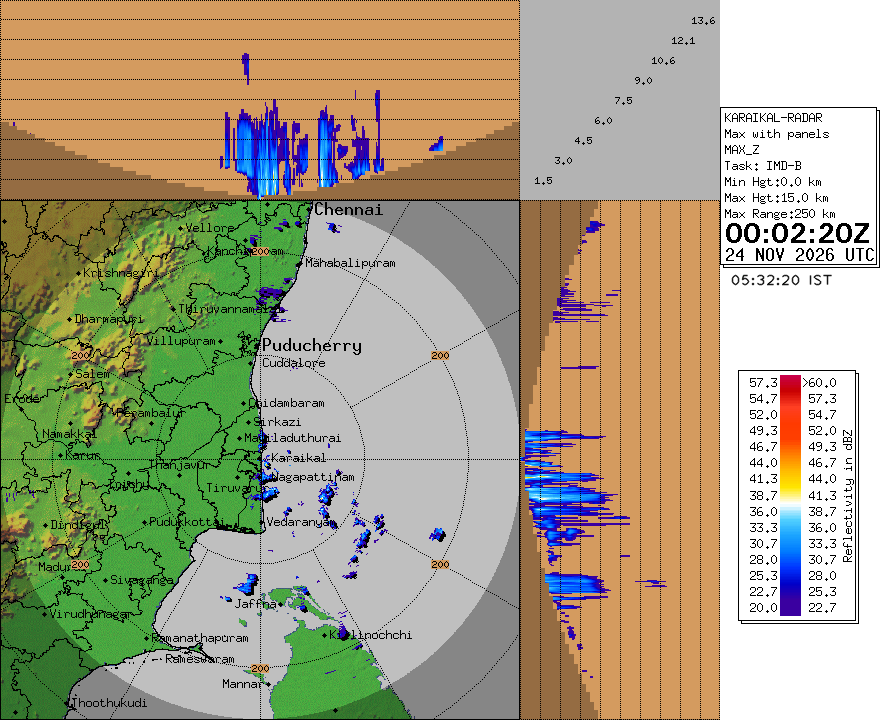 13.6
12.1
10.6
9.0
7.5
6.0
4.5
3.0
1.5
KARAIKAL-RADAR
Max with panels
MAX_Z
Task: IMD-B
Min Hgt:0.0 km
Max Hgt:15.0 km
Max Range:250 km
00:02:20Z
24 NOV 2026 UTC
05:32:20 IST
Chennai
Vellore
200
Mahabalipuram
Krishnagiri
Thiruvannamalai
Dharmapuri
Villupuram
Puducherry
200
200
Cuddalore
Salem
Erode
Chidambaram
Perambalur
Sirkazi
Namakkal
Mayiladuthurai
Karur
Karaikal
Thanjavur
Nagapattinam
Tiruvarur
Dindigul
Pudukkottai
Vedaranyam
200
200
Madurai
Sivaganga
Jaffna
Virudhunagar
Ramanathapuram
Kilinochchi
Rameswaram
200
Mannar
Thoothukudi
57.3 >60.0
54.7 57.3
52.0 54.7
49.3 52.0
46.7 49.3
44.0 46.7
41.3 44.0
38.7 41.3
36.0 38.7
33.3 36.0
30.7 33.3
28.0 30.7
25.3 28.0
22.7 25.3
20.0 22.7
Reflectivity in dBZ